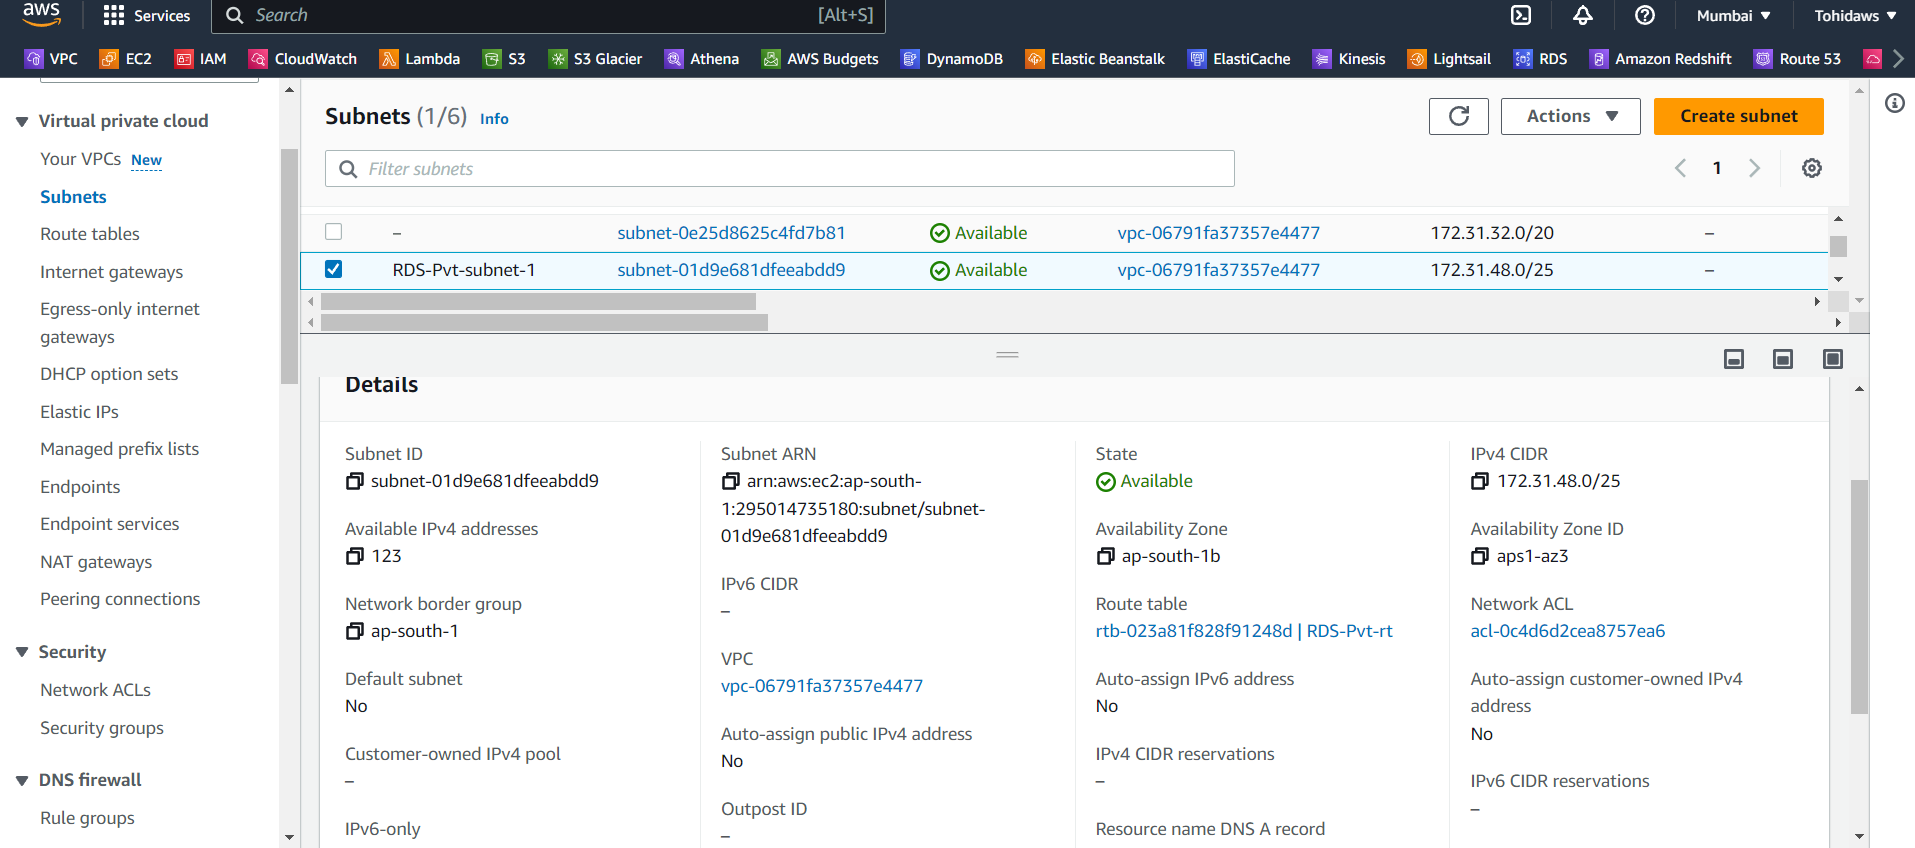 aws
Services
Search
[Alt+S]
Mumbai ▼
Tohidaws ▼
VPC
EC2
IAM
CloudWatch
Lambda
S3
S3 Glacier
Athena
AWS Budgets
DynamoDB
Elastic Beanstalk
ElastiCache
Kinesis
Lightsail
RDS
Amazon Redshift
Route 53
Virtual private cloud
Your VPCs New
Subnets
Route tables
Internet gateways
Egress-only internet
gateways
DHCP option sets
Elastic IPs
Managed prefix lists
Endpoints
Endpoint services
NAT gateways
Peering connections
Security
Network ACLs
Security groups
DNS firewall
Rule groups
Subnets (1/6) Info
Actions ▼
Create subnet
Filter subnets
1
– subnet-0e25d8625c4fd7b81 Available vpc-06791fa37357e4477 172.31.32.0/20 –
RDS-Pvt-subnet-1 subnet-01d9e681dfeeabdd9 Available vpc-06791fa37357e4477 172.31.48.0/25 –
Details
Subnet ID
subnet-01d9e681dfeeabdd9
Available IPv4 addresses
123
Network border group
ap-south-1
Default subnet
No
Customer-owned IPv4 pool
–
IPv6-only
Subnet ARN
arn:aws:ec2:ap-south-
1:295014735180:subnet/subnet-
01d9e681dfeeabdd9
IPv6 CIDR
–
VPC
vpc-06791fa37357e4477
Auto-assign public IPv4 address
No
Outpost ID
–
State
Available
Availability Zone
ap-south-1b
Route table
rtb-023a81f828f91248d | RDS-Pvt-rt
Auto-assign IPv6 address
No
IPv4 CIDR reservations
–
Resource name DNS A record
IPv4 CIDR
172.31.48.0/25
Availability Zone ID
aps1-az3
Network ACL
acl-0c4d6d2cea8757ea6
Auto-assign customer-owned IPv4
address
No
IPv6 CIDR reservations
–